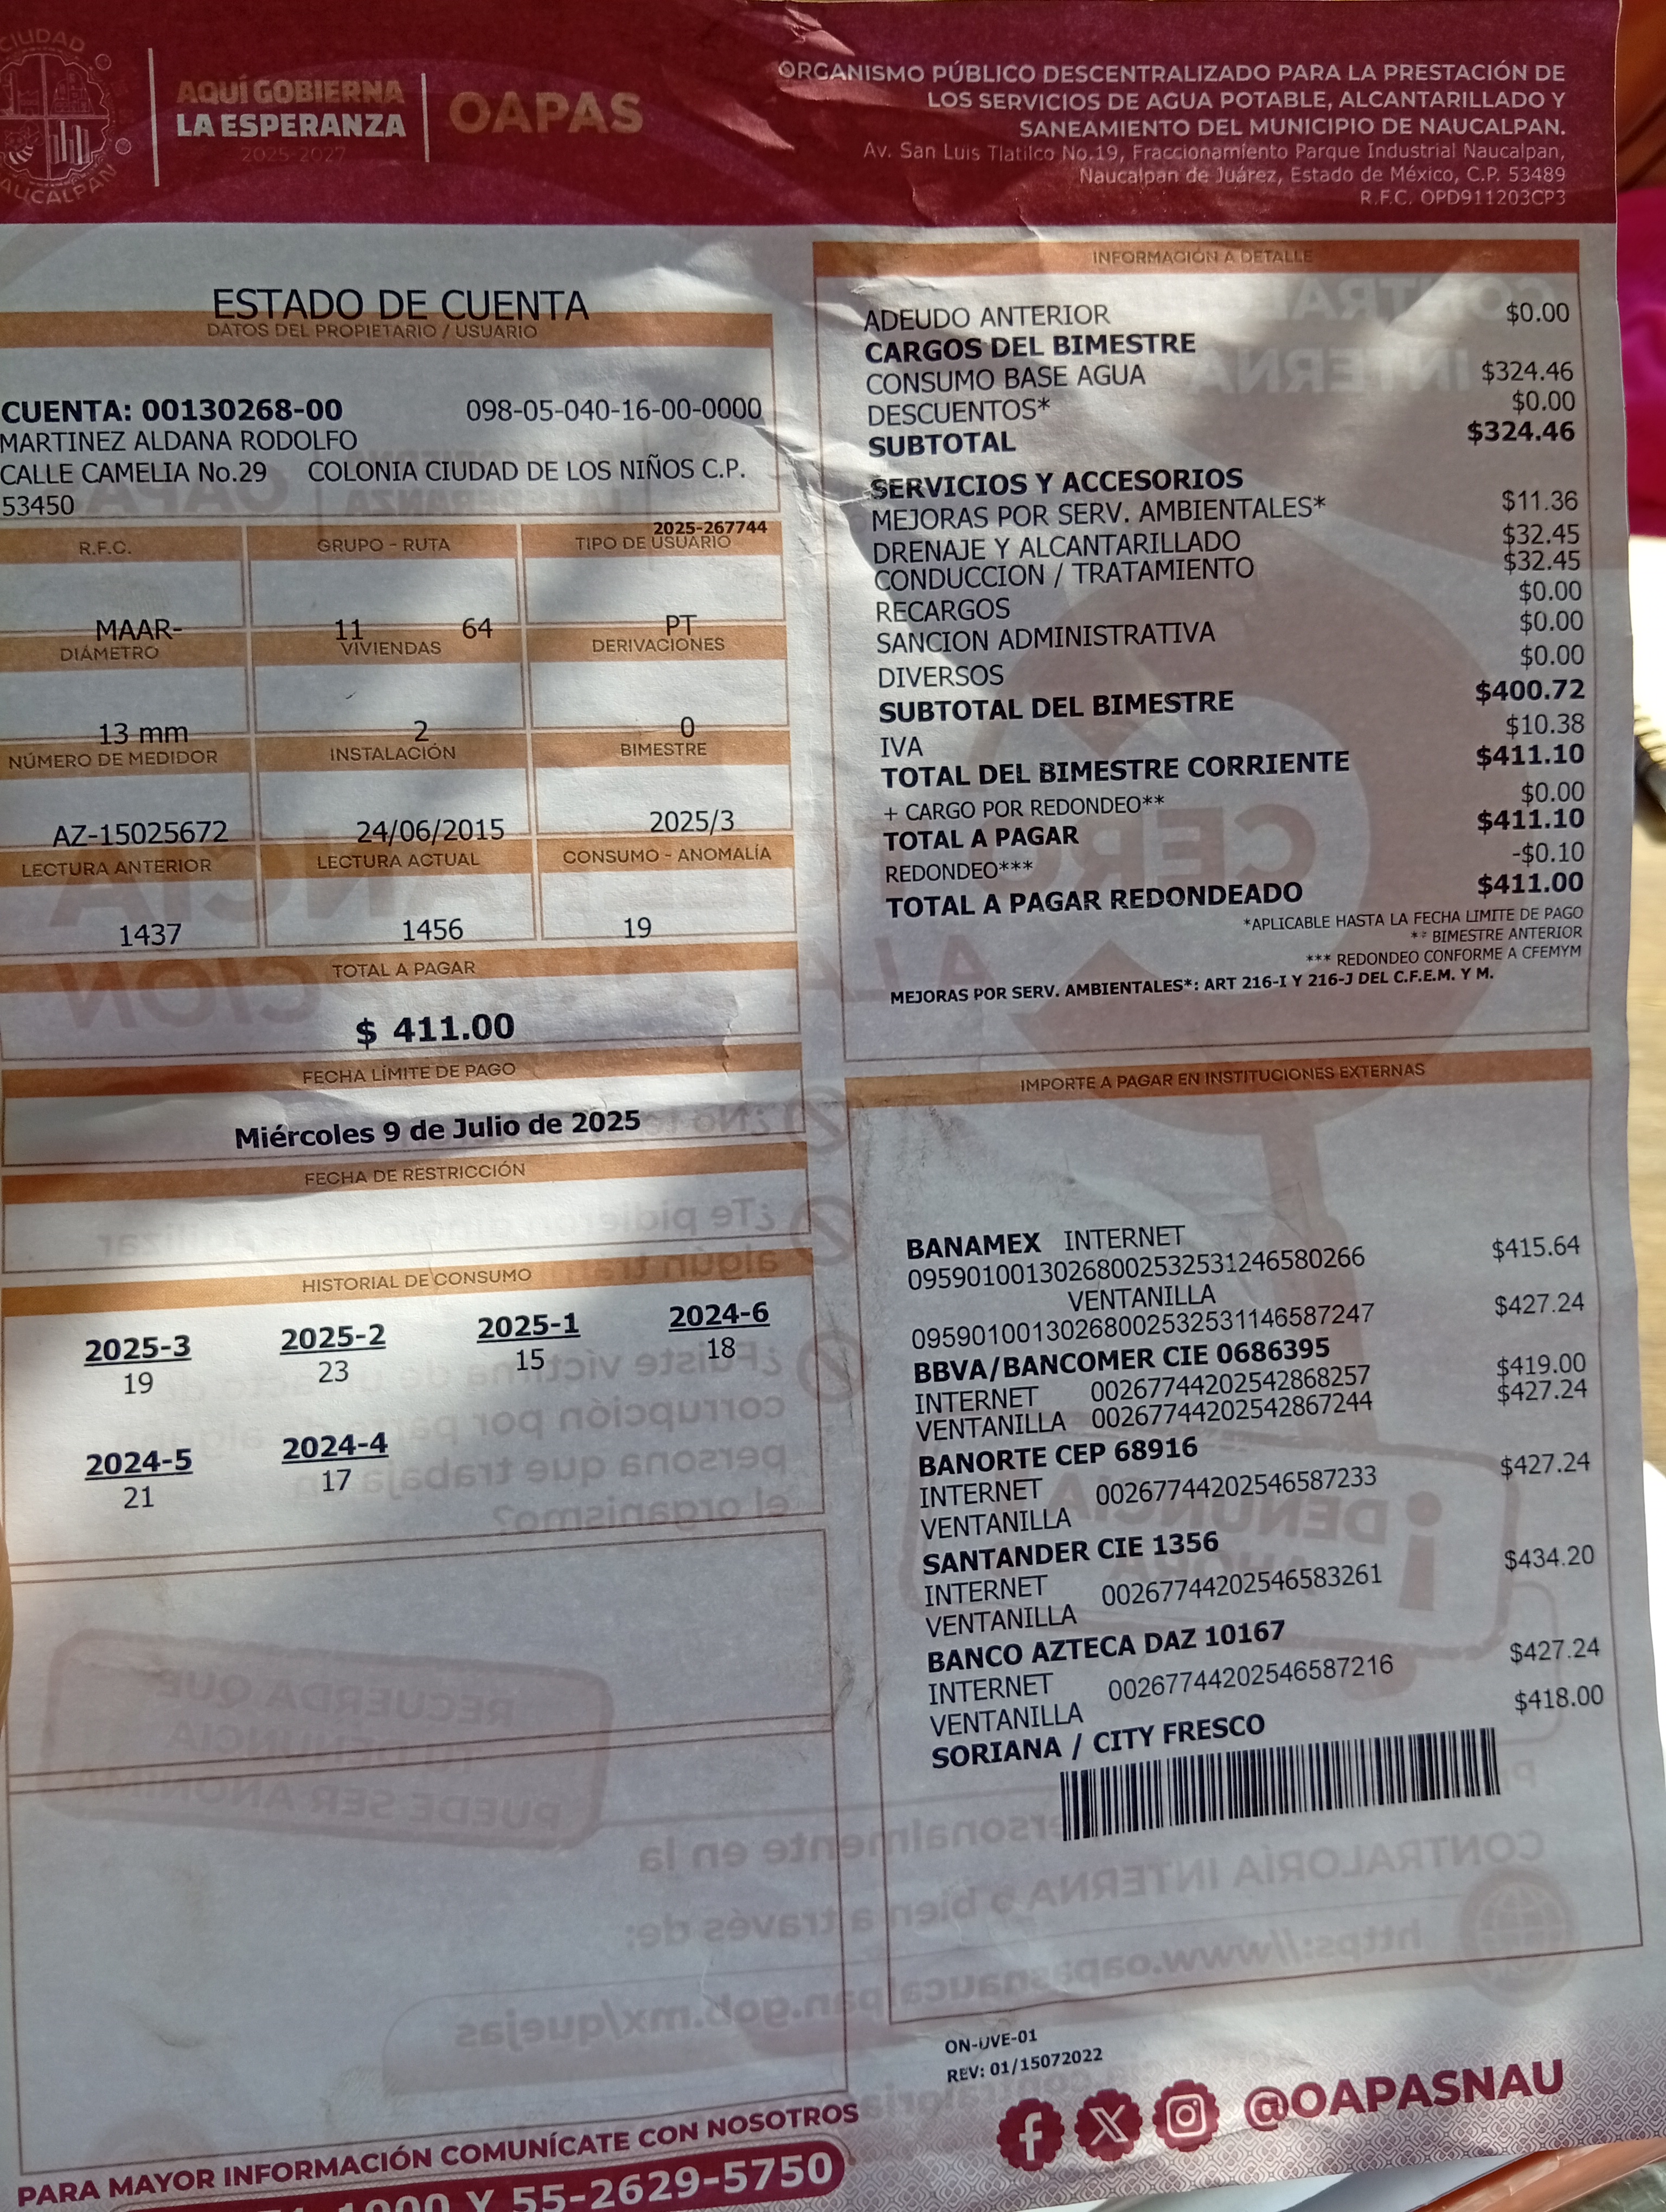 CIUDAD
NAUCALPAN
AQUÍ GOBIERNA
LA ESPERANZA
2025-2027
OAPAS
ORGANISMO PÚBLICO DESCENTRALIZADO PARA LA PRESTACIÓN DE
LOS SERVICIOS DE AGUA POTABLE, ALCANTARILLADO Y
SANEAMIENTO DEL MUNICIPIO DE NAUCALPAN.
Av. San Luis Tlatilco No.19, Fraccionamiento Parque Industrial Naucalpan,
Naucalpan de Juárez, Estado de México, C.P. 53489
R.F.C. OPD911203CP3
ESTADO DE CUENTA
DATOS DEL PROPIETARIO / USUARIO
CUENTA: 00130268-00 098-05-040-16-00-0000
MARTINEZ ALDANA RODOLFO
CALLE CAMELIA No.29 COLONIA CIUDAD DE LOS NIÑOS C.P.
53450
2025-267744
R.F.C. GRUPO - RUTA TIPO DE USUARIO
MAAR- 11 64 PT
DIÁMETRO VIVIENDAS DERIVACIONES
13 mm 2 0
NÚMERO DE MEDIDOR INSTALACIÓN BIMESTRE
AZ-15025672 24/06/2015 2025/3
LECTURA ANTERIOR LECTURA ACTUAL CONSUMO - ANOMALÍA
1437 1456 19
TOTAL A PAGAR
$ 411.00
FECHA LÍMITE DE PAGO
Miércoles 9 de Julio de 2025
FECHA DE RESTRICCIÓN
HISTORIAL DE CONSUMO
2025-3 2025-2 2025-1 2024-6
19 23 15 18
2024-5 2024-4
21 17
INFORMACIÓN A DETALLE
ADEUDO ANTERIOR $0.00
CARGOS DEL BIMESTRE
CONSUMO BASE AGUA $324.46
DESCUENTOS* $0.00
SUBTOTAL $324.46
SERVICIOS Y ACCESORIOS
MEJORAS POR SERV. AMBIENTALES* $11.36
DRENAJE Y ALCANTARILLADO $32.45
CONDUCCION / TRATAMIENTO $32.45
RECARGOS $0.00
SANCION ADMINISTRATIVA $0.00
DIVERSOS $0.00
SUBTOTAL DEL BIMESTRE $400.72
IVA $10.38
TOTAL DEL BIMESTRE CORRIENTE $411.10
+ CARGO POR REDONDEO** $0.00
TOTAL A PAGAR $411.10
REDONDEO*** -$0.10
TOTAL A PAGAR REDONDEADO $411.00
*APLICABLE HASTA LA FECHA LIMITE DE PAGO
** BIMESTRE ANTERIOR
*** REDONDEO CONFORME A CFEMYM
MEJORAS POR SERV. AMBIENTALES*: ART 216-I Y 216-J DEL C.F.E.M. Y M.
IMPORTE A PAGAR EN INSTITUCIONES EXTERNAS
BANAMEX INTERNET $415.64
09590100130268002532531246580266
VENTANILLA $427.24
09590100130268002532531146587247
BBVA/BANCOMER CIE 0686395
INTERNET 00267744202542868257 $419.00
VENTANILLA 00267744202542867244 $427.24
BANORTE CEP 68916
INTERNET 00267744202546587233 $427.24
VENTANILLA
SANTANDER CIE 1356
INTERNET 00267744202546583261 $434.20
VENTANILLA
BANCO AZTECA DAZ 10167
INTERNET 00267744202546587216 $427.24
VENTANILLA
SORIANA / CITY FRESCO $418.00
ON-UVE-01
REV: 01/15072022
PARA MAYOR INFORMACIÓN COMUNÍCATE CON NOSOTROS
1000 Y 55-2629-5750
@OAPASNAU